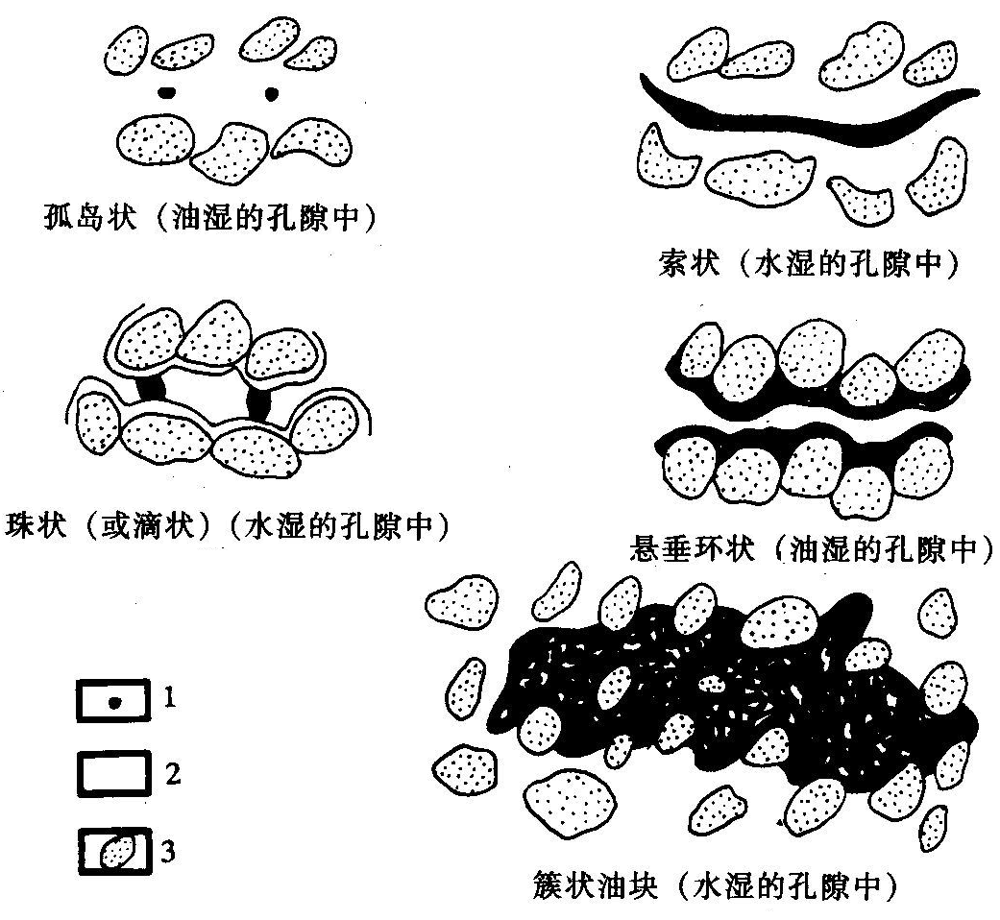 孤岛状（油湿的孔隙中）
索状（水湿的孔隙中）
珠状（或滴状）（水湿的孔隙中）
悬垂环状（油湿的孔隙中）
簇状油块（水湿的孔隙中）
1
2
3